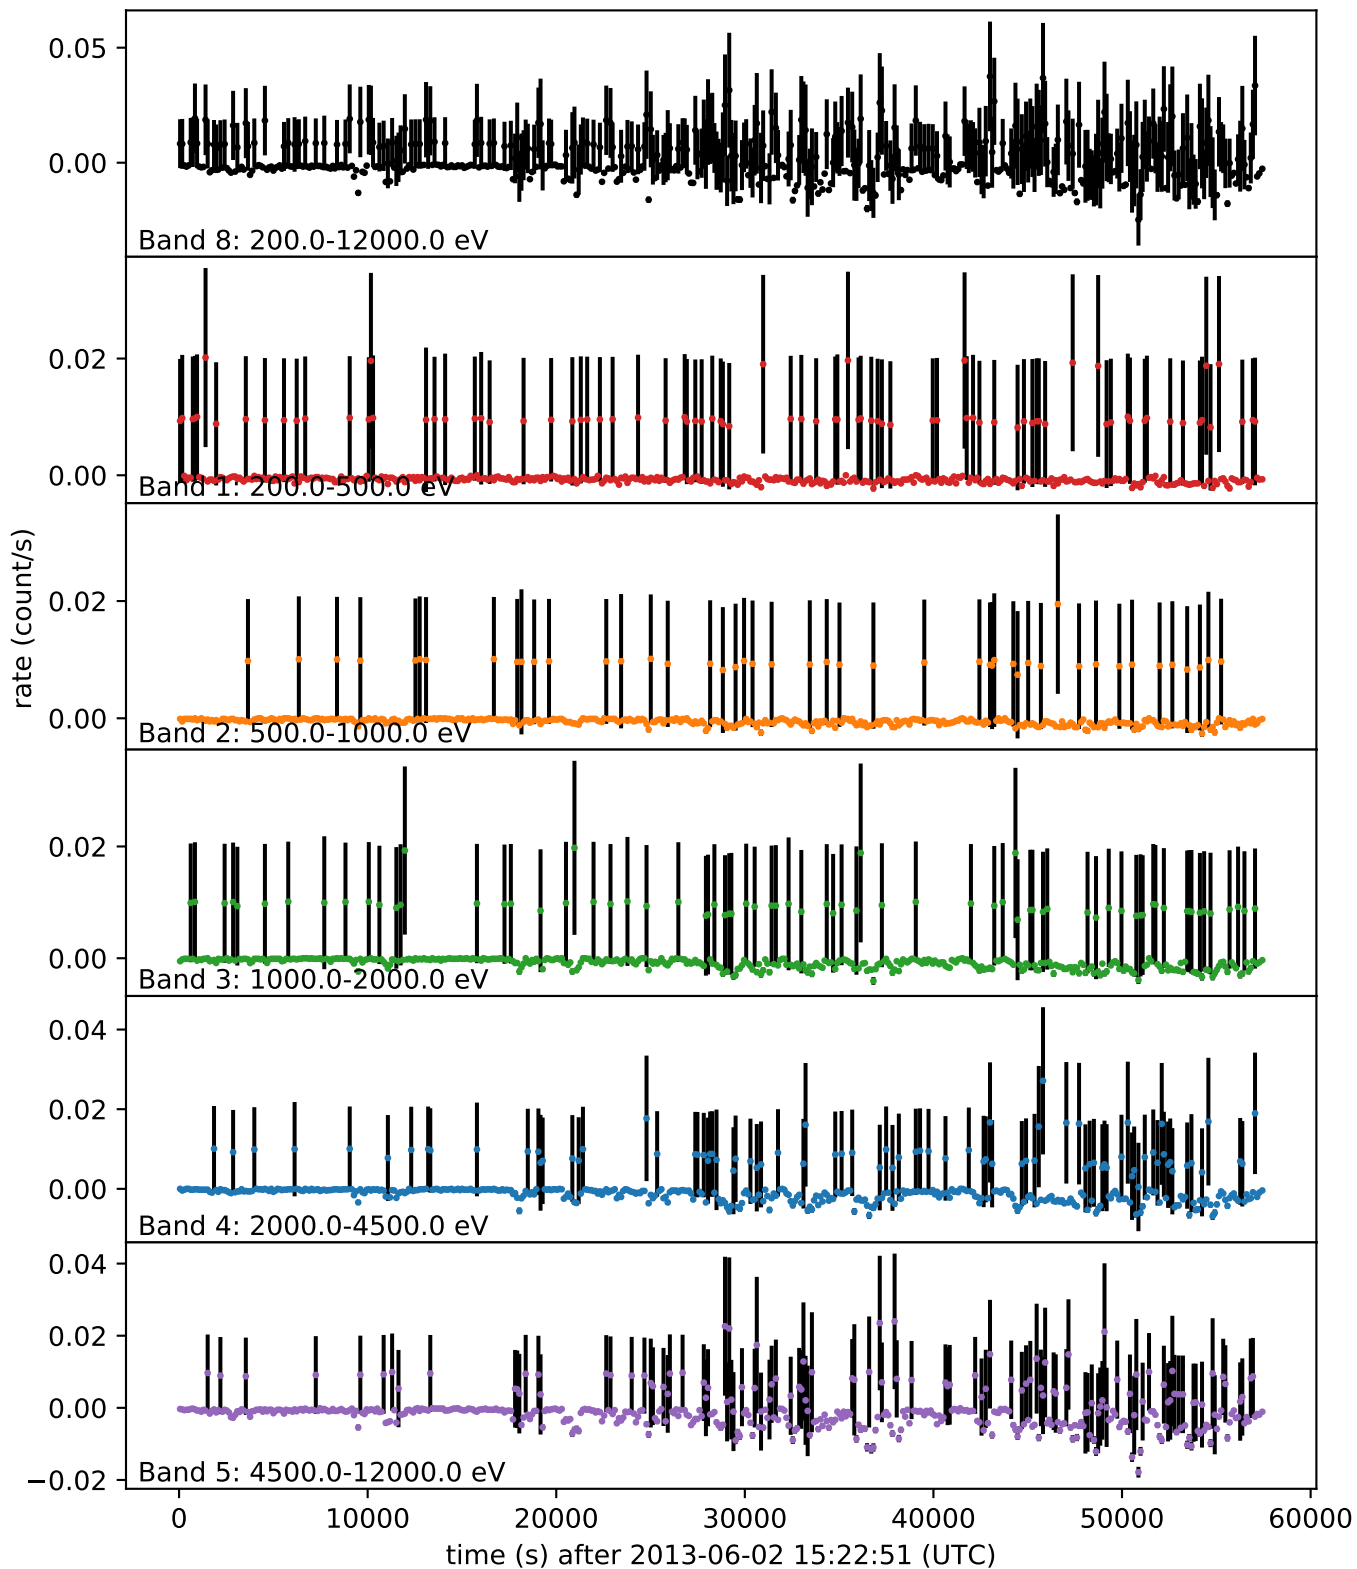 0.05
0.00
Band 8: 200.0-12000.0 eV
0.02
0.00
Band 1: 200.0-500.0 eV
rate (count/s)
0.02
0.00
Band 2: 500.0-1000.0 eV
0.02
0.00
Band 3: 1000.0-2000.0 eV
0.04
0.02
0.00
Band 4: 2000.0-4500.0 eV
0.04
0.02
0.00
−0.02
Band 5: 4500.0-12000.0 eV
0 10000 20000 30000 40000 50000 60000
time (s) after 2013-06-02 15:22:51 (UTC)